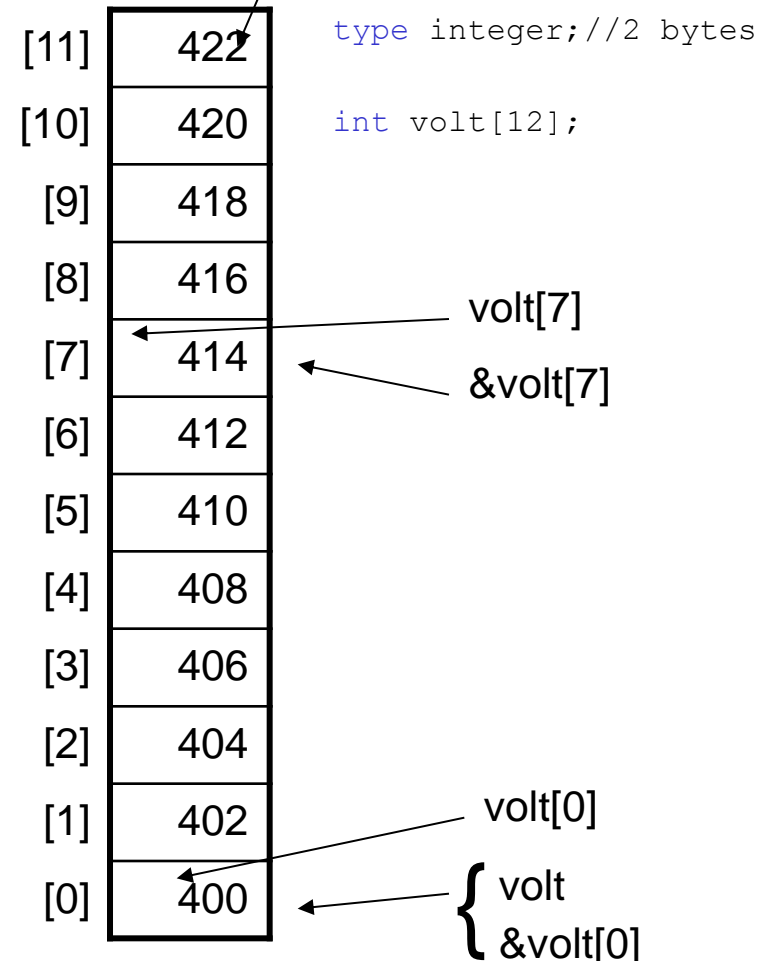 type integer;//2 bytes
[11] 422
int volt[12];
[10] 420
[9] 418
[8] 416
volt[7]
[7] 414
&volt[7]
[6] 412
[5] 410
[4] 408
[3] 406
[2] 404
volt[0]
[1] 402
[0] 400
{ volt
&volt[0]